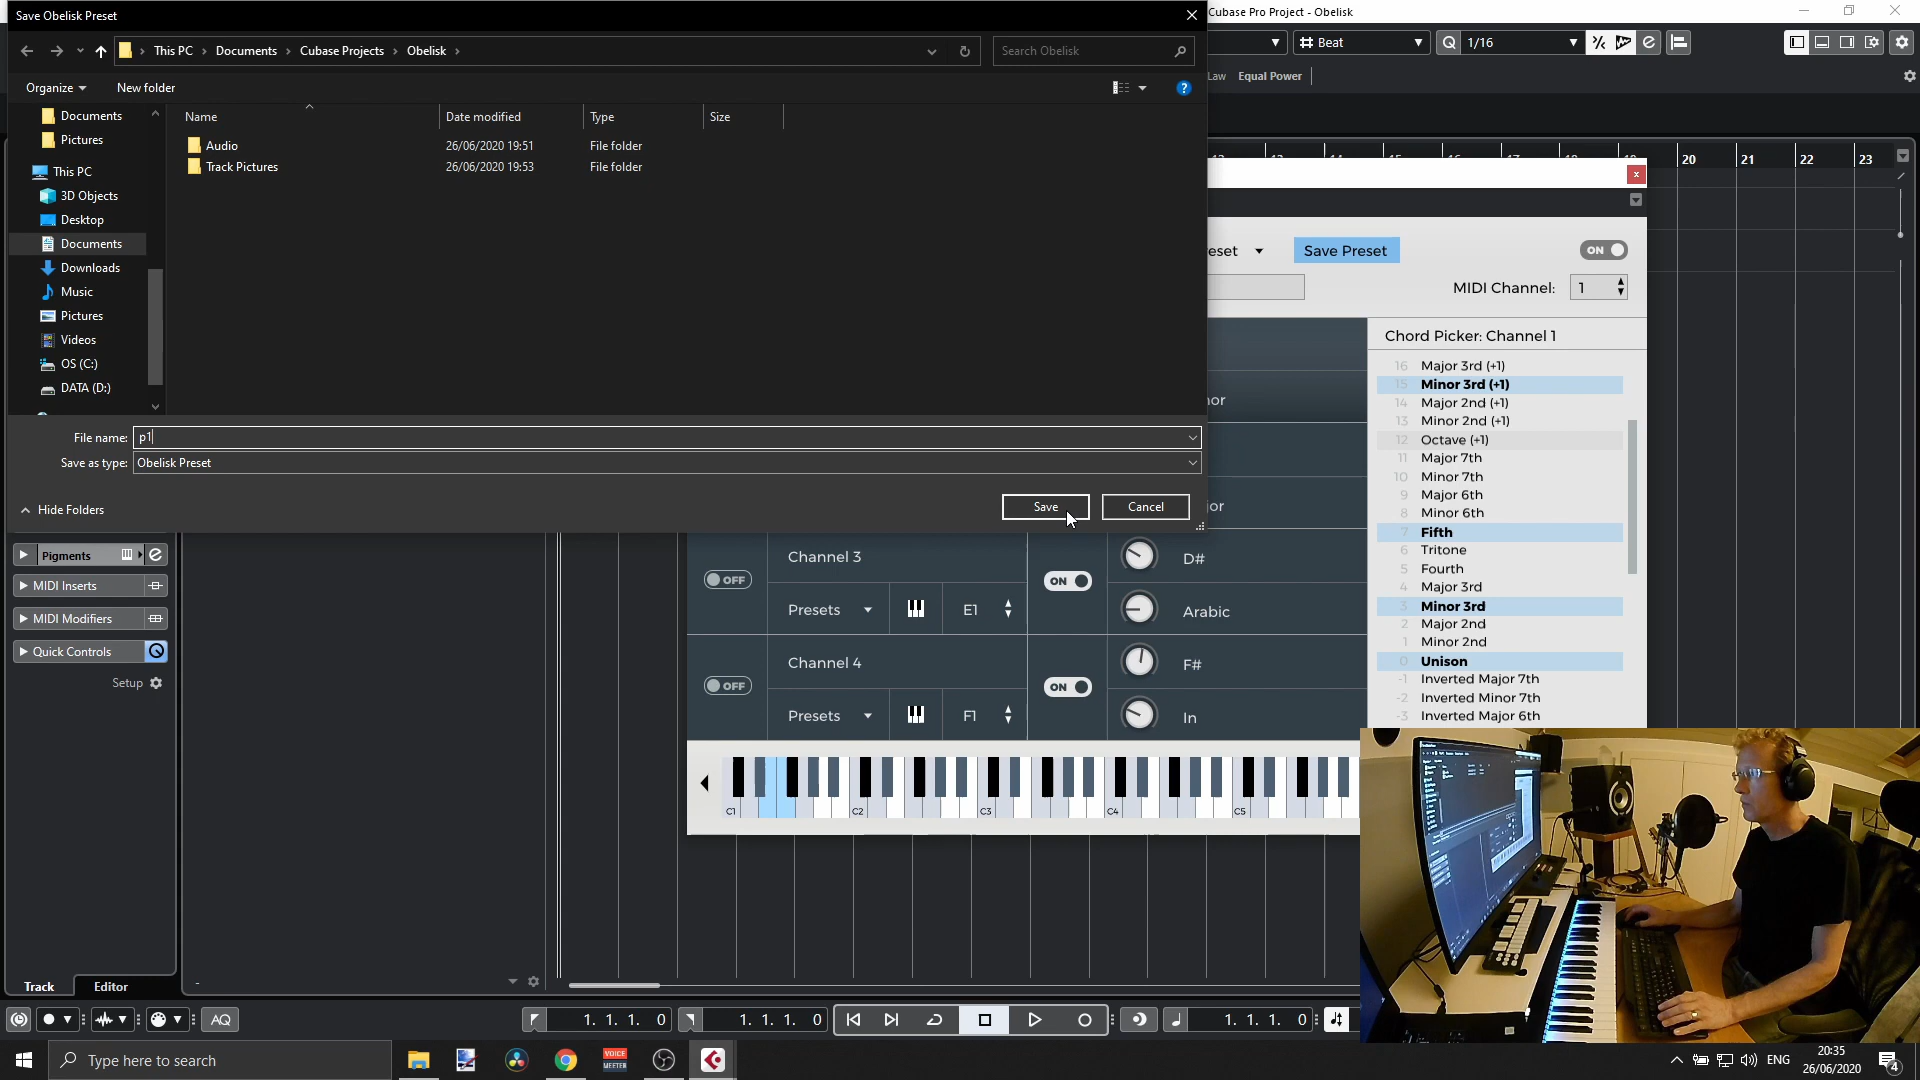 Save Obelisk Preset
Cubase Pro Project - Obelisk
This PC
Documents
Cubase Projects
Obelisk
Search Obelisk
Beat
1/16
Organize
New folder
Law
Equal Power
Name
Date modified
Type
Size
Documents
Pictures
This PC
3D Objects
Desktop
Documents
Downloads
Music
Pictures
Videos
OS (C:)
DATA (D:)
Audio
26/06/2020 19:51
File folder
Track Pictures
26/06/2020 19:53
File folder
20
21
22
23
eset
Save Preset
ON
MIDI Channel:
1
File name:
p1
Save as type:
Obelisk Preset
Hide Folders
Save
Cancel
Chord Picker: Channel 1
16 Major 3rd (+1)
15 Minor 3rd (+1)
14 Major 2nd (+1)
13 Minor 2nd (+1)
12 Octave (+1)
11 Major 7th
10 Minor 7th
9 Major 6th
8 Minor 6th
7 Fifth
6 Tritone
5 Fourth
4 Major 3rd
3 Minor 3rd
2 Major 2nd
1 Minor 2nd
0 Unison
-1 Inverted Major 7th
-2 Inverted Minor 7th
-3 Inverted Major 6th
nor
jor
Pigments
MIDI Inserts
MIDI Modifiers
Quick Controls
Setup
Channel 3
OFF
ON
D#
Presets
E1
Arabic
Channel 4
OFF
ON
F#
Presets
F1
In
C1
C2
C3
C4
C5
Track
Editor
-
AQ
1. 1. 1. 0
1. 1. 1. 0
1. 1. 1. 0
Type here to search
VOICE
MEETER
ENG
20:35
26/06/2020
4